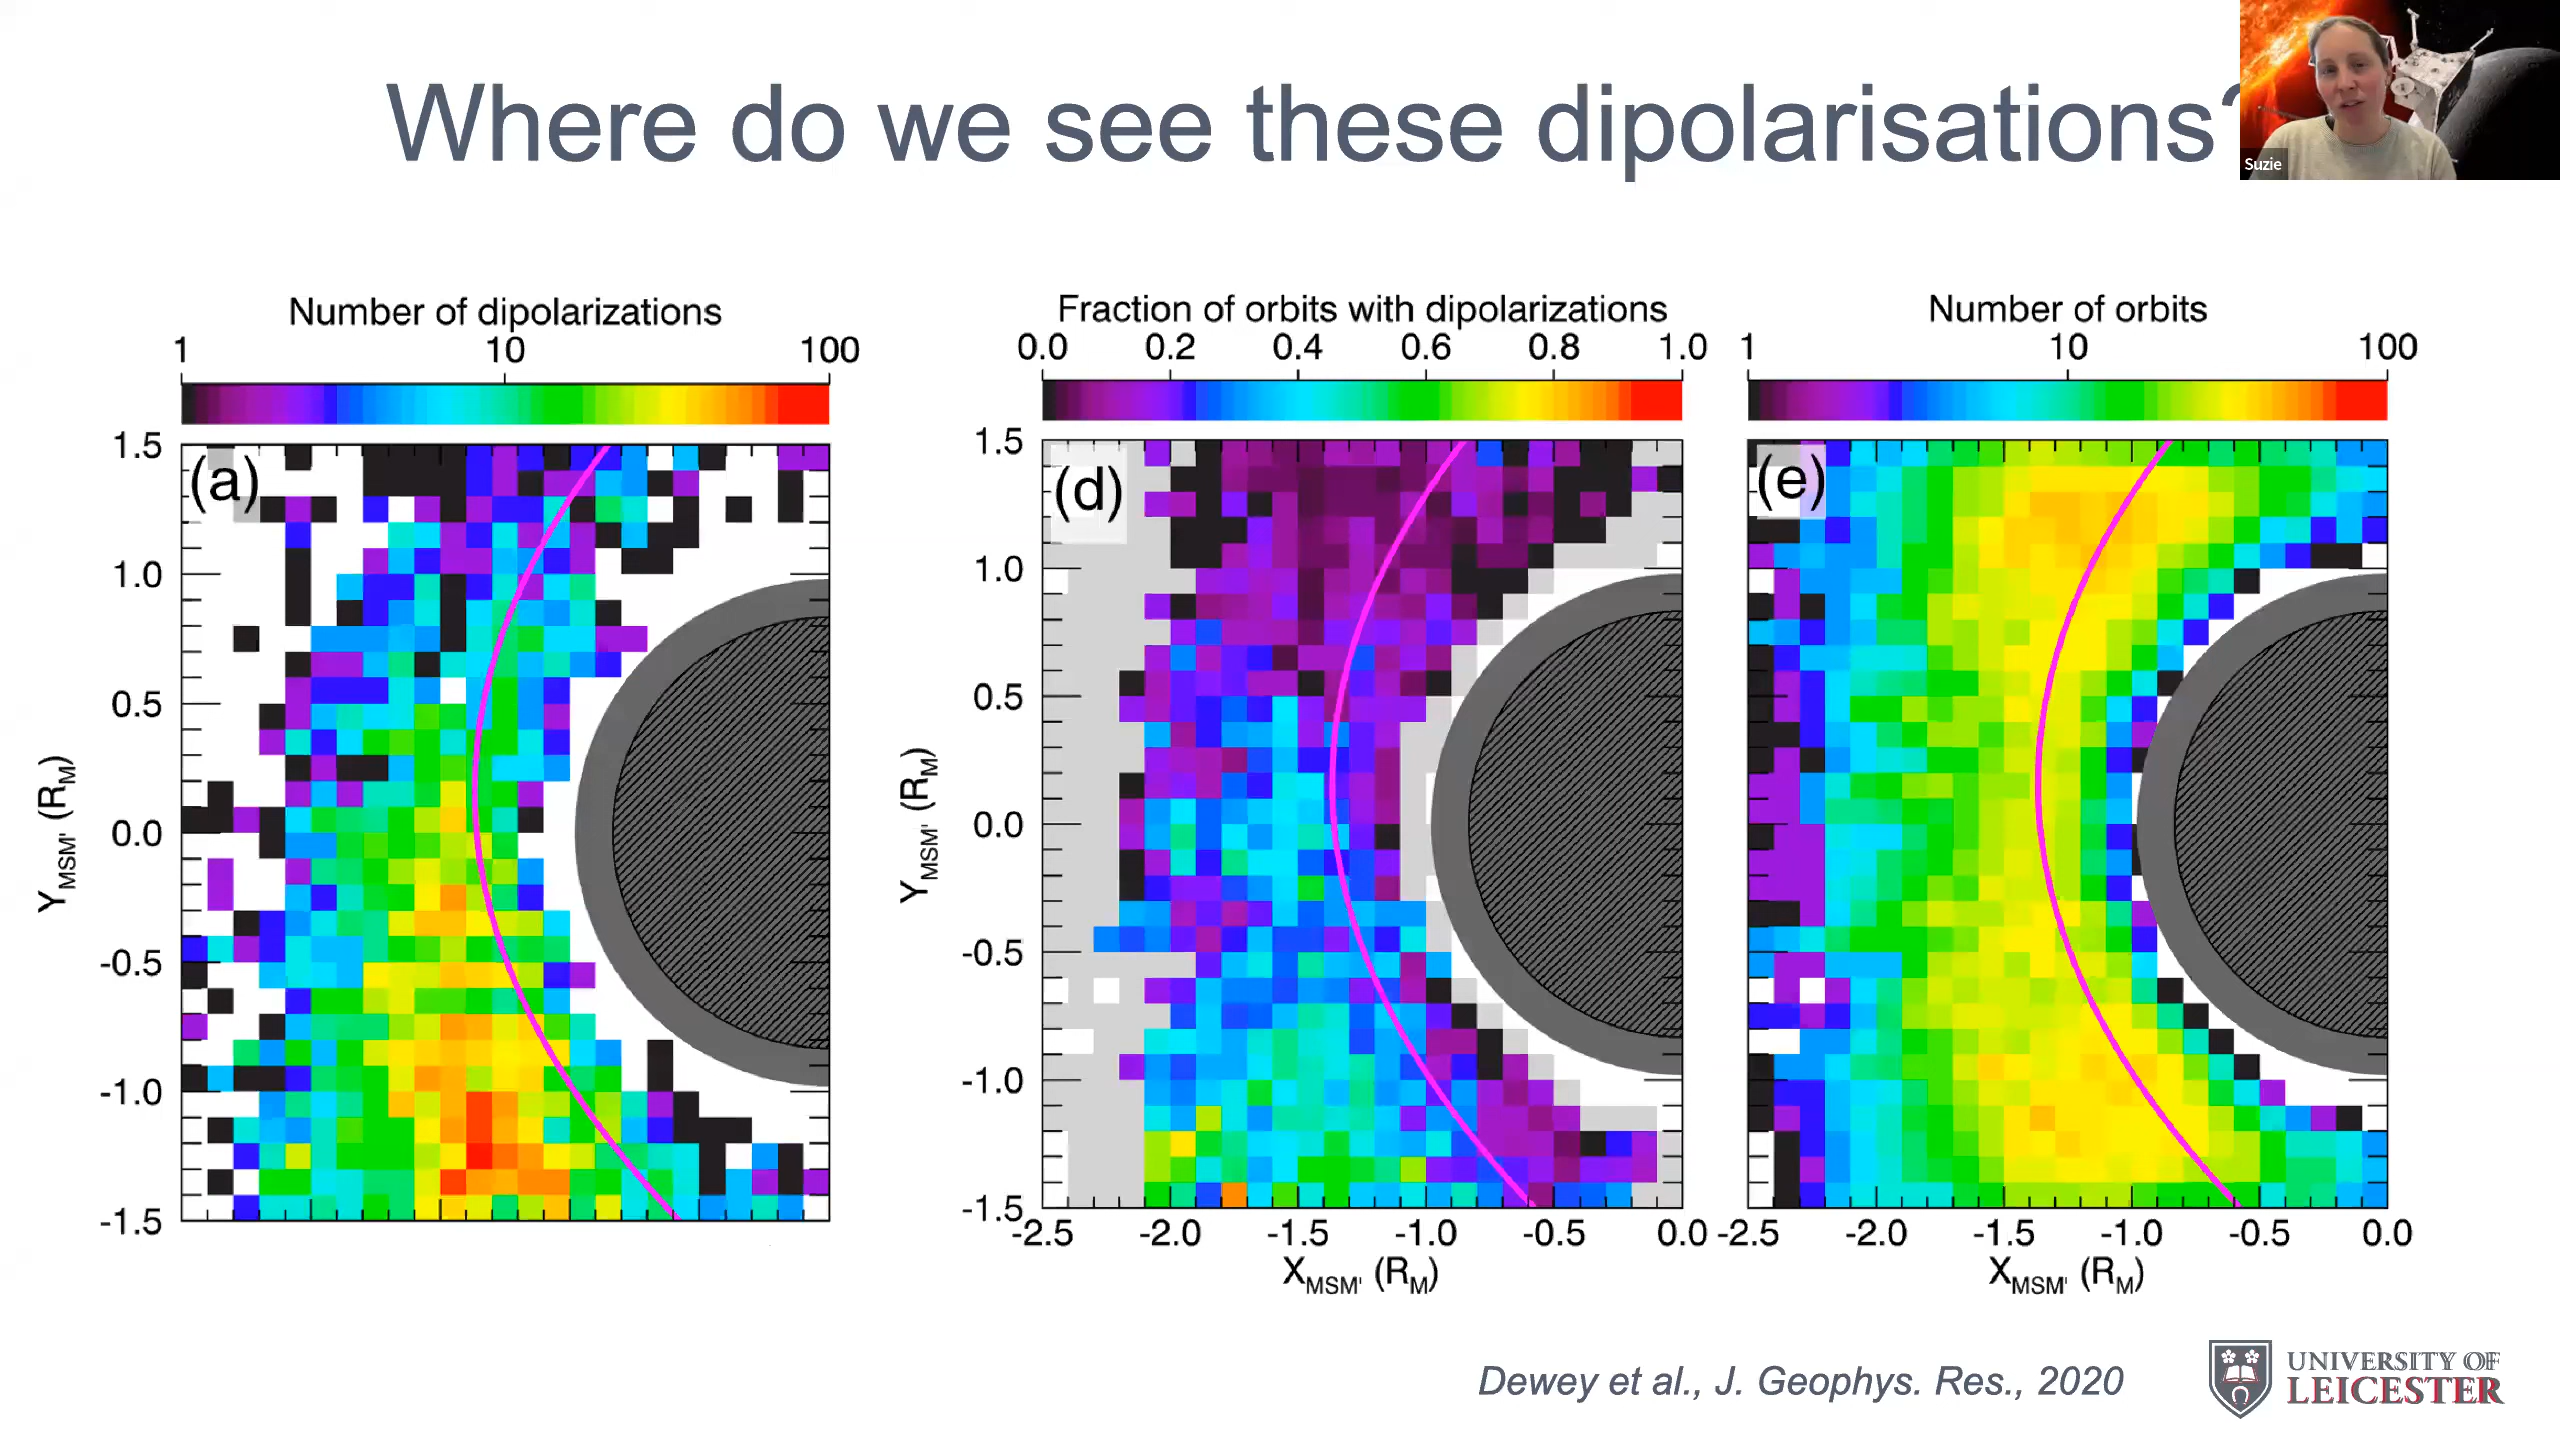 Where do we see these dipolarisations?
Suzie
Number of dipolarizations
1 10 100
(a)
1.5
1.0
0.5
0.0
-0.5
-1.0
-1.5
Y MSM' (R M)
Fraction of orbits with dipolarizations
0.0 0.2 0.4 0.6 0.8 1.0
(d)
1.5
1.0
0.5
0.0
-0.5
-1.0
-1.5
Y MSM' (R M)
-2.5 -2.0 -1.5 -1.0 -0.5 0.0
X MSM' (R M)
Number of orbits
1 10 100
(e)
-2.5 -2.0 -1.5 -1.0 -0.5 0.0
X MSM' (R M)
Dewey et al., J. Geophys. Res., 2020
UNIVERSITY OF
LEICESTER